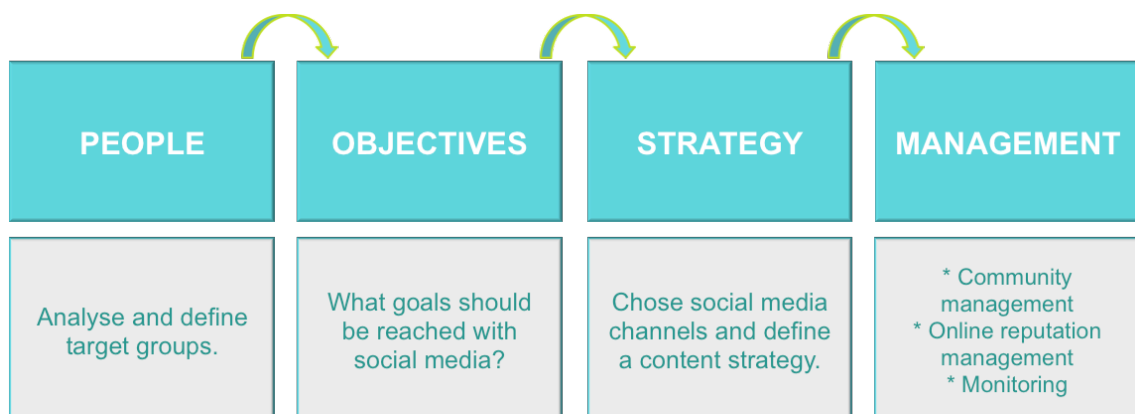 PEOPLE
OBJECTIVES
STRATEGY
MANAGEMENT
Analyse and define
target groups.
What goals should
be reached with
social media?
Chose social media
channels and define
a content strategy.
* Community
management
* Online reputation
management
* Monitoring